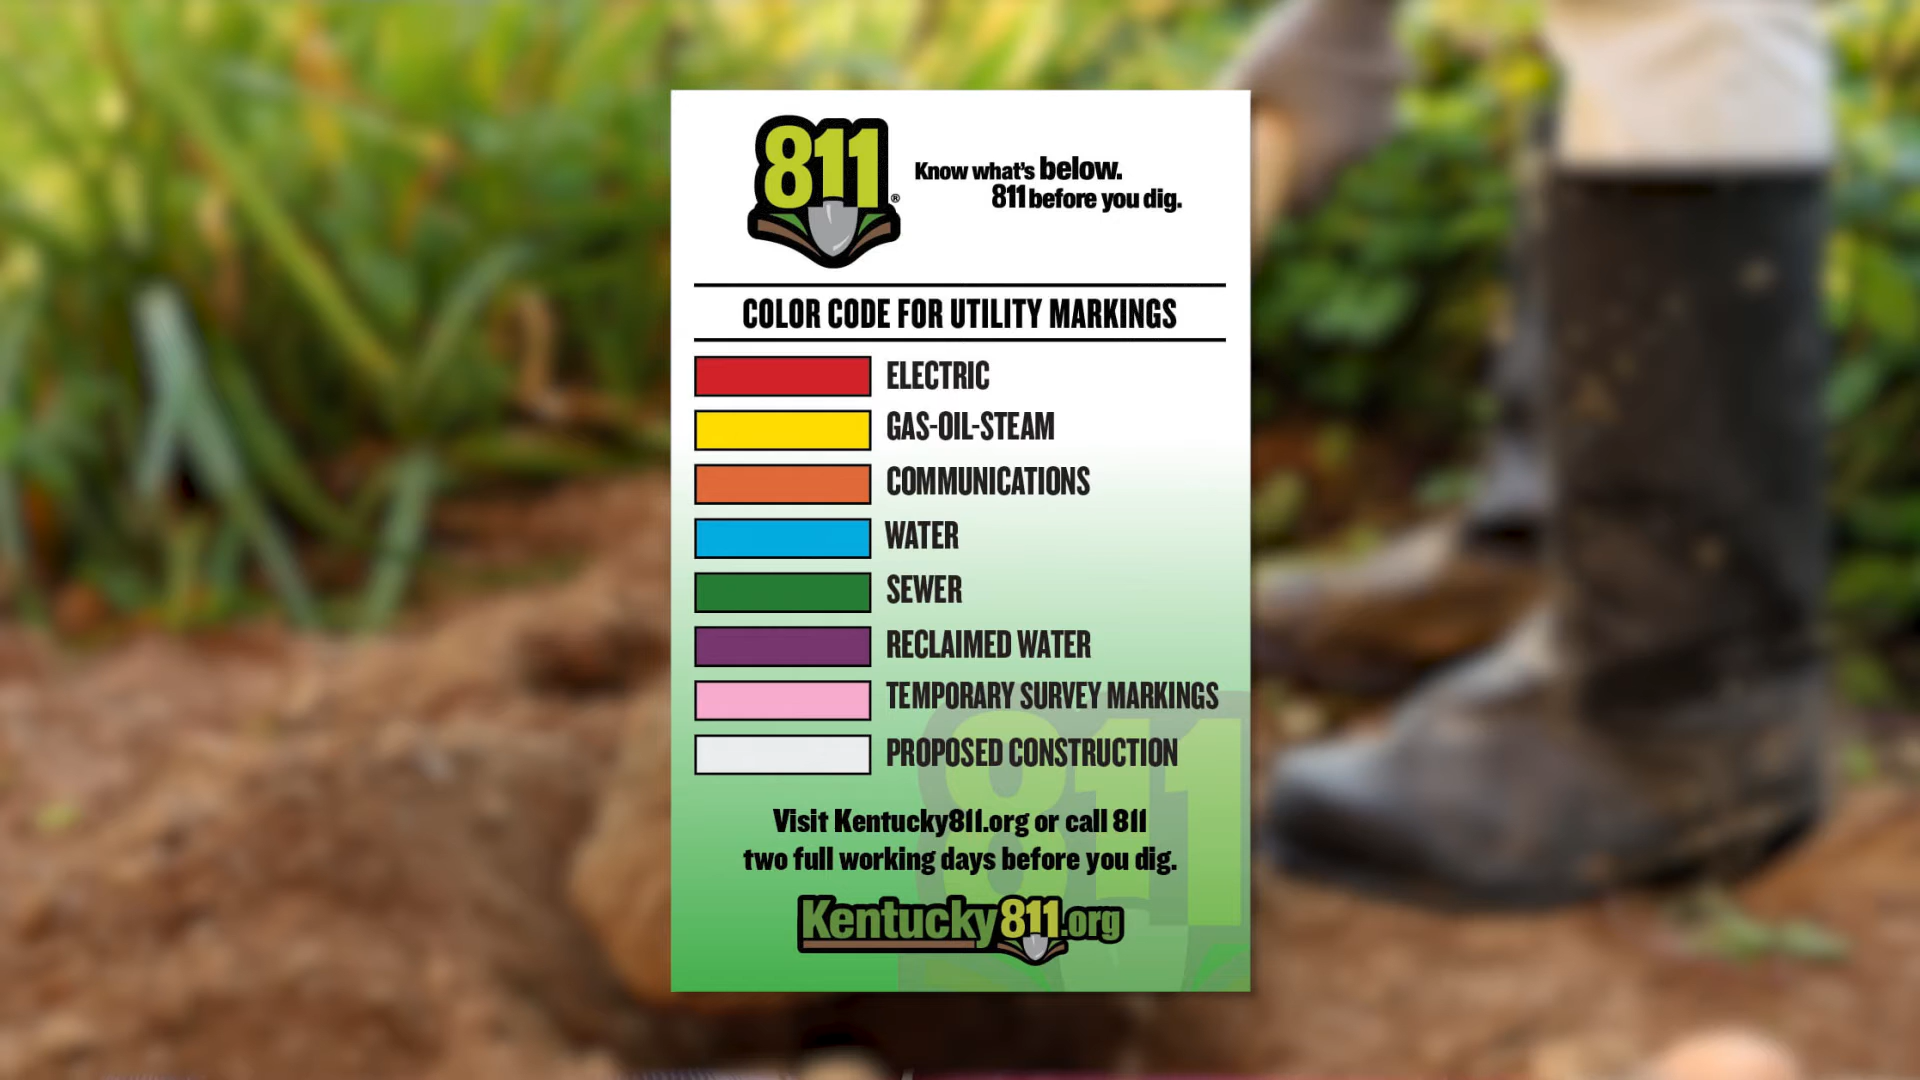 811®
Know what's below.
811 before you dig.
COLOR CODE FOR UTILITY MARKINGS
ELECTRIC
GAS-OIL-STEAM
COMMUNICATIONS
WATER
SEWER
RECLAIMED WATER
TEMPORARY SURVEY MARKINGS
PROPOSED CONSTRUCTION
811
Visit Kentucky811.org or call 811
two full working days before you dig.
Kentucky811.org